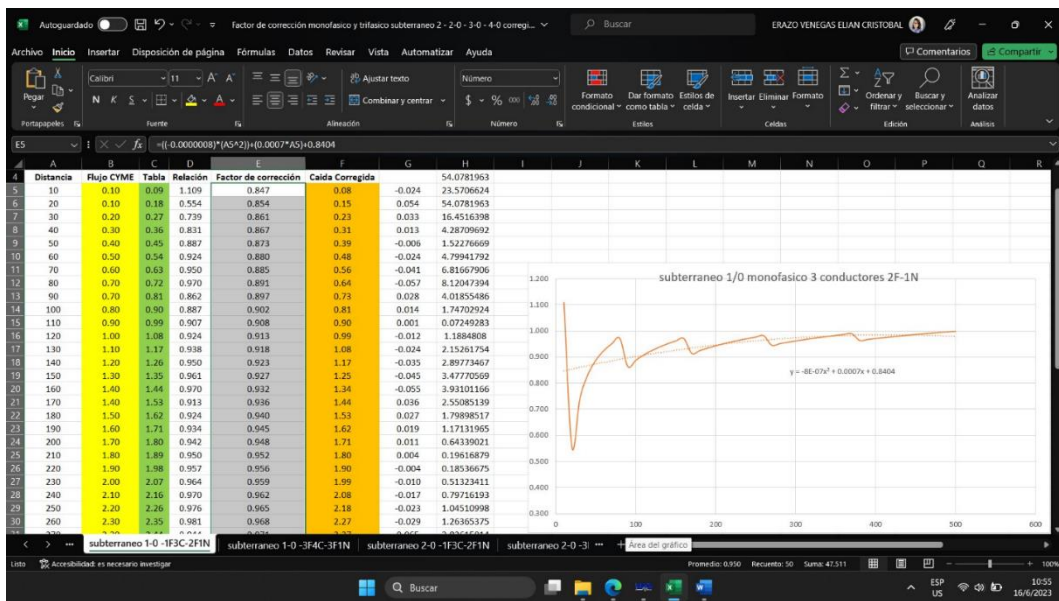 Autoguardado
Factor de corrección monofasico y trifasico subterraneo 2 - 2-0 - 3-0 - 4-0 corregi...
Buscar
ERAZO VENEGAS ELIAN CRISTOBAL
Archivo Inicio Insertar Disposición de página Fórmulas Datos Revisar Vista Automatizar Ayuda
Comentarios Compartir
Pegar
Calibri 11
N K S
Ajustar texto
Combinar y centrar
Número
$ % 000
Formato condicional
Dar formato como tabla
Estilos de celda
Insertar Eliminar Formato
Ordenar y filtrar
Buscar y seleccionar
Analizar datos
Portapapeles Fuente Alineación Número Estilos Celdas Edición Análisis
E5 fx =((-0.0000008)*(A5^2))+(0.0007*A5)+0.8404
A B C D E F G H I J K L M N O P Q R
4 Distancia Flujo CYME Tabla Relación Factor de corrección Caida Corregida 54.0781963
5 10 0.10 0.09 1.109 0.847 0.08 -0.024 23.5706624
6 20 0.10 0.18 0.554 0.854 0.15 0.054 54.0781963
7 30 0.20 0.27 0.739 0.861 0.23 0.033 16.4516398
8 40 0.30 0.36 0.831 0.867 0.31 0.013 4.28709692
9 50 0.40 0.45 0.887 0.873 0.39 -0.006 1.52276669
10 60 0.50 0.54 0.924 0.880 0.48 -0.024 4.79941792
11 70 0.60 0.63 0.950 0.885 0.56 -0.041 6.81667906
12 80 0.70 0.72 0.970 0.891 0.64 -0.057 8.12047394
13 90 0.70 0.81 0.862 0.897 0.73 0.028 4.01855486
14 100 0.80 0.90 0.887 0.902 0.81 0.014 1.74702924
15 110 0.90 0.99 0.907 0.908 0.90 0.001 0.07249283
16 120 1.00 1.08 0.924 0.913 0.99 -0.012 1.1884808
17 130 1.10 1.17 0.938 0.918 1.08 -0.024 2.15261754
18 140 1.20 1.26 0.950 0.923 1.17 -0.035 2.89773467
19 150 1.30 1.35 0.961 0.927 1.25 -0.045 3.47770569
20 160 1.40 1.44 0.970 0.932 1.34 -0.055 3.93101166
21 170 1.40 1.53 0.913 0.936 1.44 0.036 2.55085139
22 180 1.50 1.62 0.924 0.940 1.53 0.027 1.79898517
23 190 1.60 1.71 0.934 0.945 1.62 0.019 1.17131965
24 200 1.70 1.80 0.942 0.948 1.71 0.011 0.64339021
25 210 1.80 1.89 0.950 0.952 1.80 0.004 0.19616879
26 220 1.90 1.98 0.957 0.956 1.90 -0.004 0.18536675
27 230 2.00 2.07 0.964 0.959 1.99 -0.010 0.51323411
28 240 2.10 2.16 0.970 0.962 2.08 -0.017 0.79716193
29 250 2.20 2.26 0.976 0.965 2.18 -0.023 1.04510998
30 260 2.30 2.35 0.981 0.968 2.27 -0.029 1.26365375
subterraneo 1/0 monofasico 3 conductores 2F-1N
1.200
1.100
1.000
0.900
0.800
0.700
0.600
0.500
0.400
0.300
y = -8E-07x² + 0.0007x + 0.8404
0 100 200 300 400 500 600
Área del gráfico
subterraneo 1-0 -1F3C-2F1N subterraneo 1-0 -3F4C-3F1N subterraneo 2-0 -1F3C-2F1N subterraneo 2-0 -3
Listo Accesibilidad: es necesario investigar
Promedio: 0.950 Recuento: 50 Suma: 47.511
100%
Buscar
ESP
US
10:55
16/6/2023